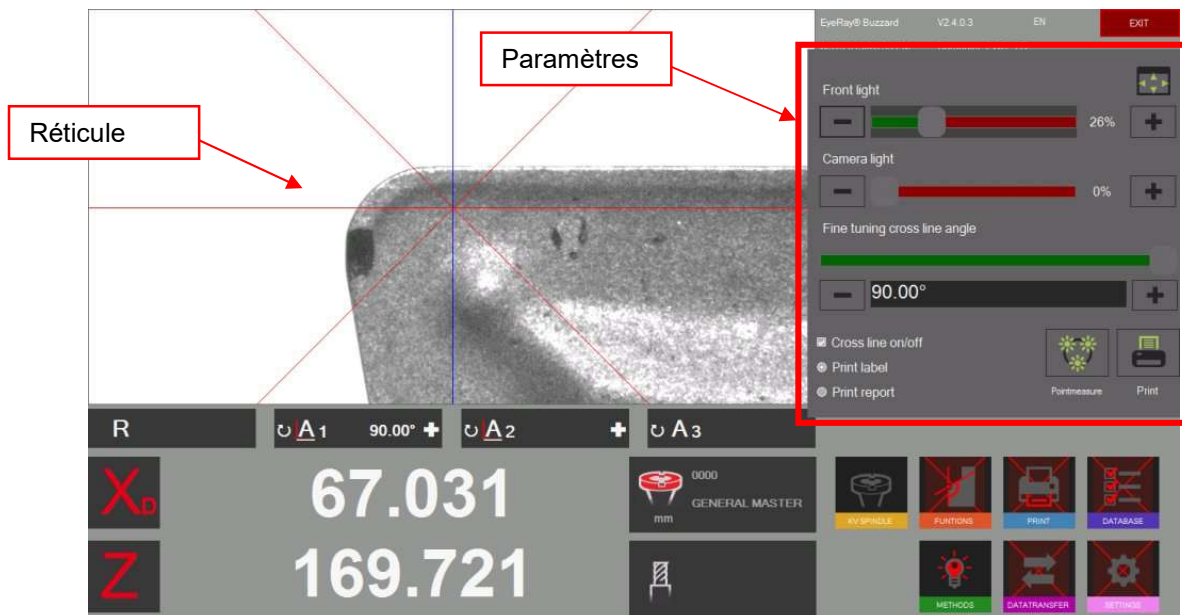 EyeRay® Buzzard V2.4.0.3 EN EXIT
Paramètres
Réticule
Front light
26%
Camera light
0%
Fine tuning cross line angle
90.00°
Cross line on/off
Print label
Print report
Pointmeasure Print
R A1 90.00° A2 A3
XD 67.031
0000
GENERAL MASTER
mm
KV SPINDLE FUNTIONS PRINT DATABASE
Z 169.721
METHODS DATATRANSFER SETTINGS